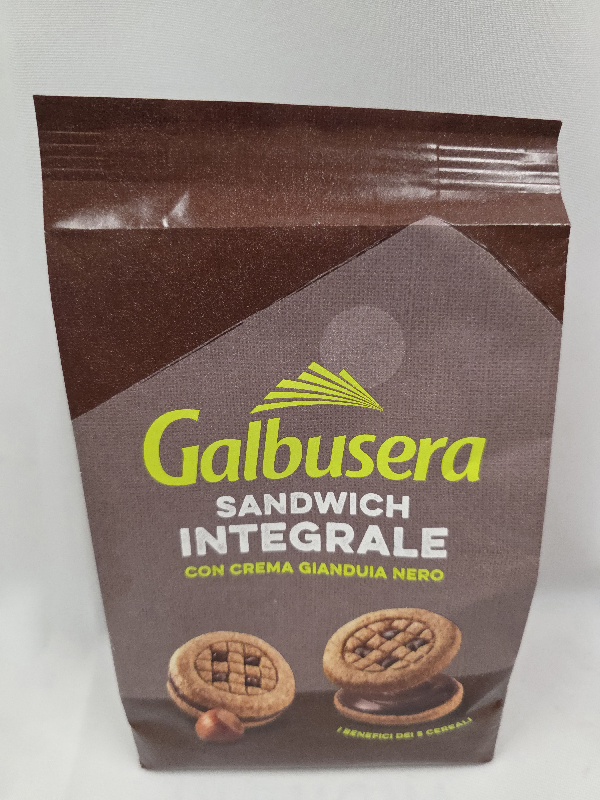 Galbusera
SANDWICH
INTEGRALE
CON CREMA GIANDUIA NERO
I BENEFICI DEI 5 CEREALI